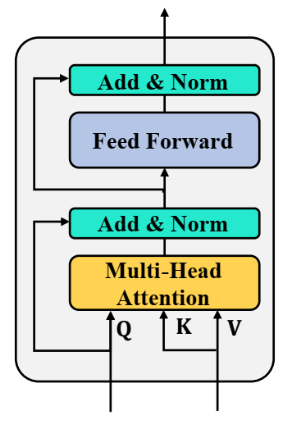 Add & Norm
Feed Forward
Add & Norm
Multi-Head
Attention
Q K V